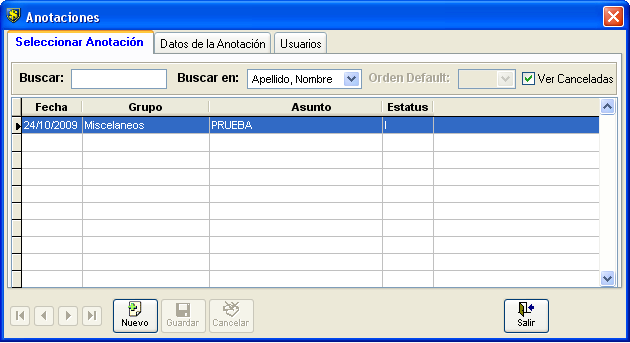 Anotaciones
Seleccionar Anotación Datos de la Anotación Usuarios
Buscar: Buscar en: Apellido, Nombre Orden Default: Ver Canceladas
Fecha Grupo Asunto Estatus
24/10/2009 Miscelaneos PRUEBA I
Nuevo Guardar Cancelar Salir